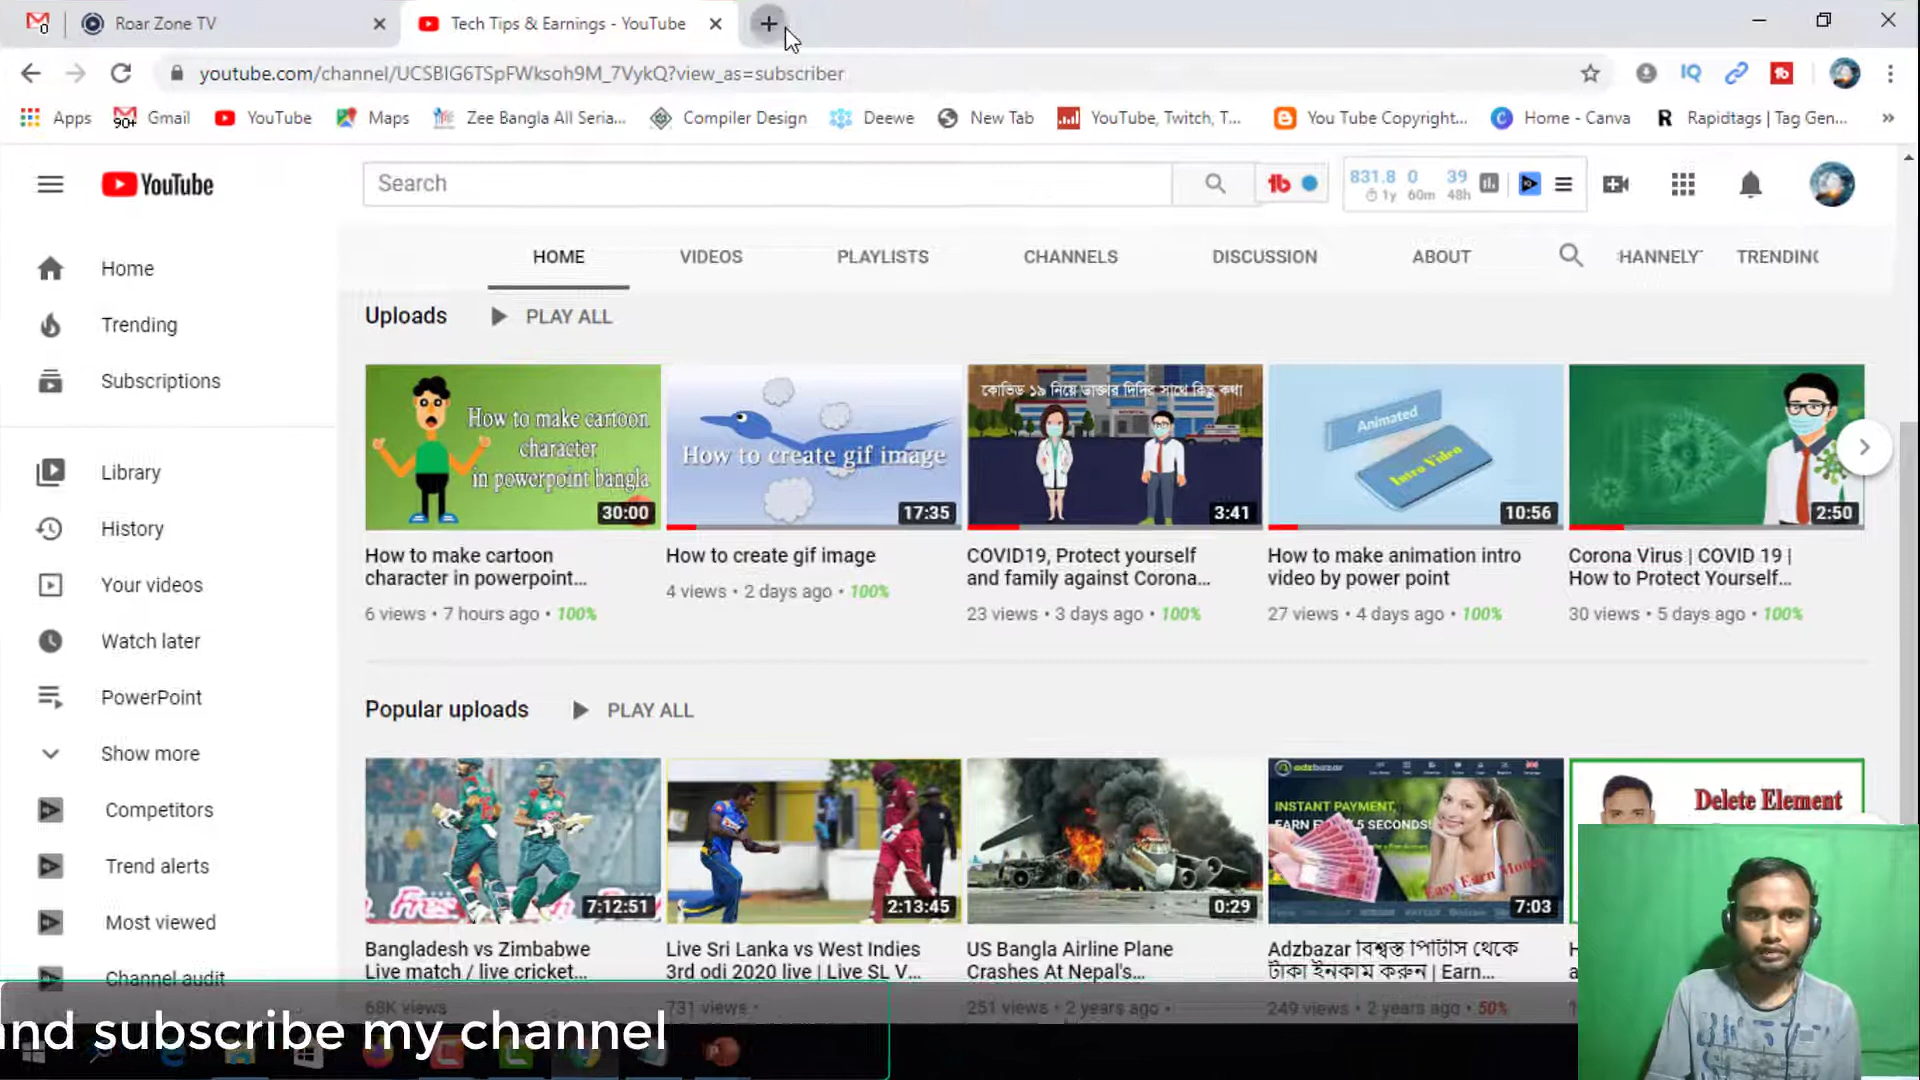 Roar Zone TV
Tech Tips & Earnings - YouTube
youtube.com/channel/UCSBIG6TSpFWksoh9M_7VykQ?view_as=subscriber
Apps
Gmail
YouTube
Maps
Zee Bangla All Seria...
Compiler Design
Deewe
New Tab
YouTube, Twitch, T...
You Tube Copyright...
Home - Canva
Rapidtags | Tag Gen...
YouTube
Search
831.8 0 39
1y 60m 48h
HOME
VIDEOS
PLAYLISTS
CHANNELS
DISCUSSION
ABOUT
HANNELY
TRENDING
Home
Trending
Subscriptions
Library
History
Your videos
Watch later
PowerPoint
Show more
Competitors
Trend alerts
Most viewed
Channel audit
Uploads
PLAY ALL
How to make cartoon
character
in powerpoint bangla
30:00
How to create gif image
17:35
কোভিড ১৯ নিয়ে ডাক্তার দিদির সাথে কিছু কথা
3:41
Animated
Intro Video
10:56
2:50
How to make cartoon
character in powerpoint...
6 views • 7 hours ago • 100%
How to create gif image
4 views • 2 days ago • 100%
COVID19, Protect yourself
and family against Corona...
23 views • 3 days ago • 100%
How to make animation intro
video by power point
27 views • 4 days ago • 100%
Corona Virus | COVID 19 |
How to Protect Yourself...
30 views • 5 days ago • 100%
Popular uploads
PLAY ALL
7:12:51
2:13:45
0:29
adzbazar
INSTANT PAYMENT,
EARN 5 SECONDS!
Easy Earn Money
7:03
Delete Element
Bangladesh vs Zimbabwe
Live match / live cricket...
68K views
Live Sri Lanka vs West Indies
3rd odi 2020 live | Live SL V...
731 views •
US Bangla Airline Plane
Crashes At Nepal's...
251 views • 2 years ago • 100%
Adzbazar বিশ্বস্ত পিটিসি থেকে
টাকা ইনকাম করুন | Earn...
249 views • 2 years ago • 50%
and subscribe my channel